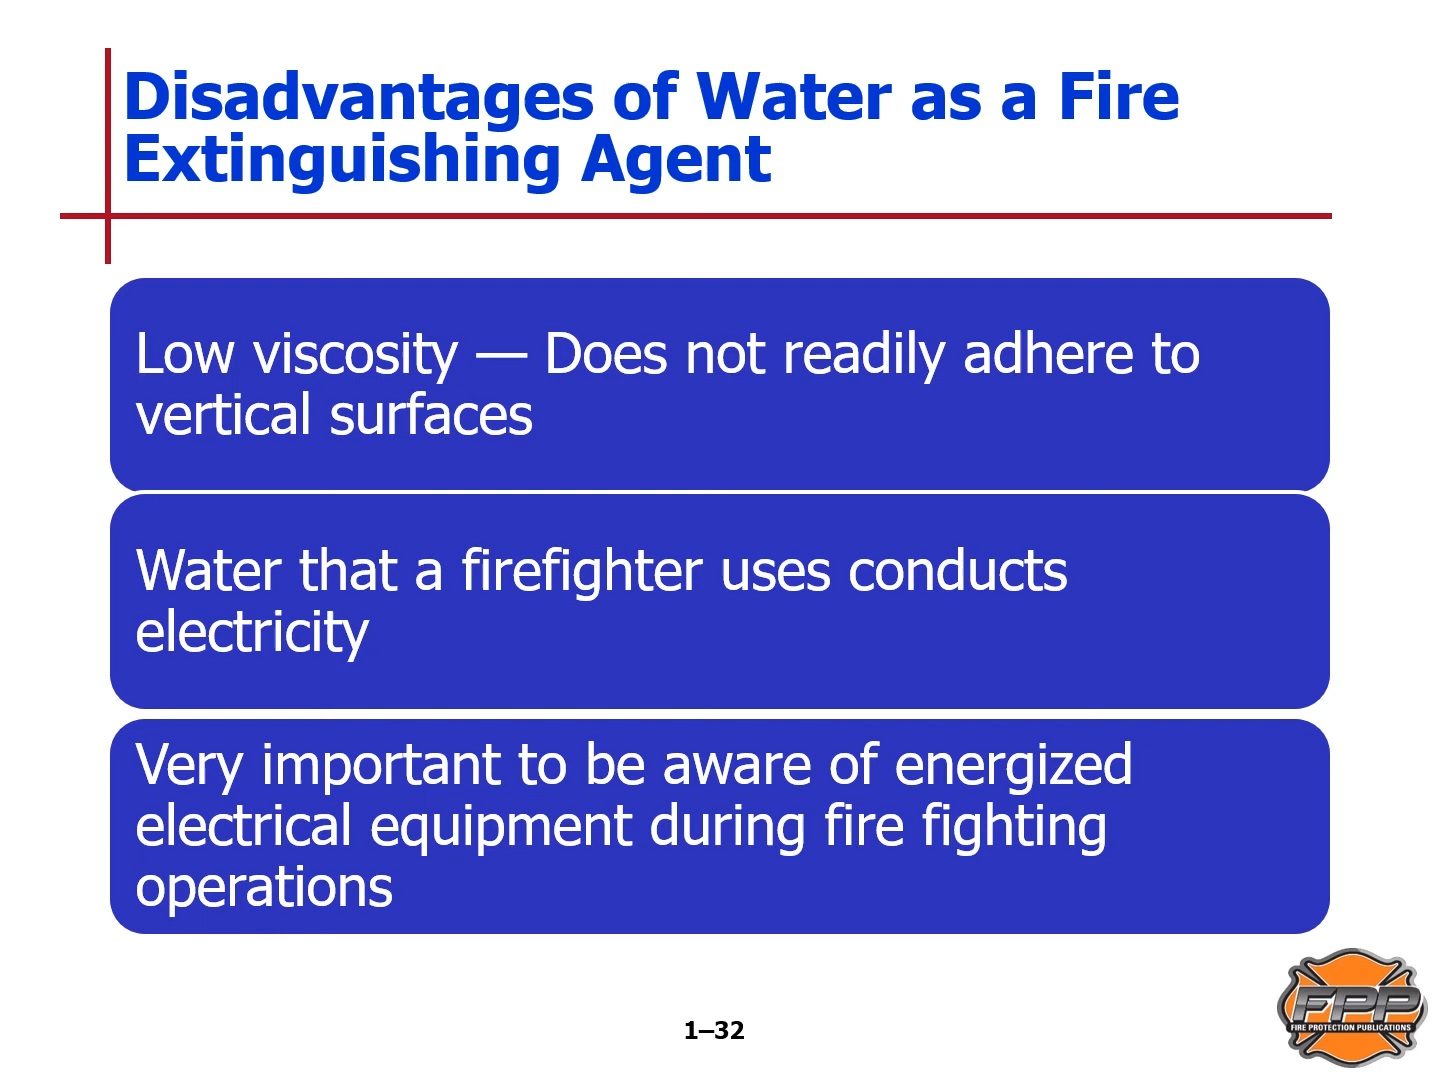 Disadvantages of Water as a Fire
Extinguishing Agent
Low viscosity — Does not readily adhere to
vertical surfaces
Water that a firefighter uses conducts
electricity
Very important to be aware of energized
electrical equipment during fire fighting
operations
1–32
FPP
FIRE PROTECTION PUBLICATIONS